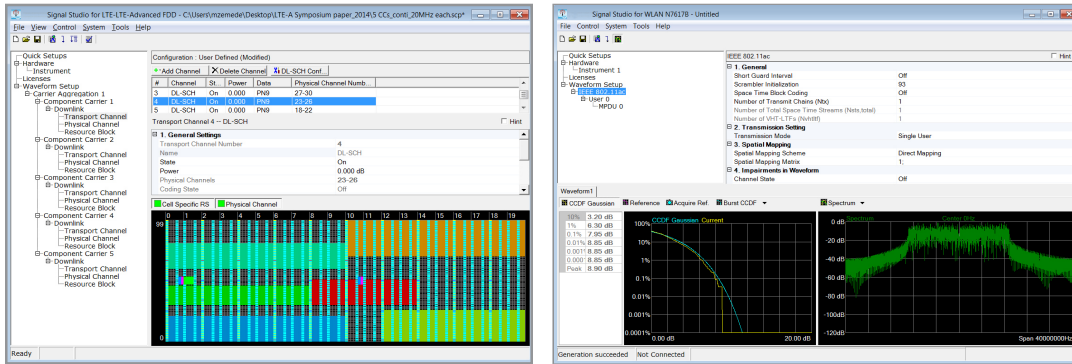 Signal Studio for LTE-LTE-Advanced FDD - C:\Users\mzemede\Desktop\LTE-A Symposium paper_2014\5 CCs_conti_20MHz each.scp*
File View Control System Tools Help
Quick Setups
Hardware
Instrument
Licenses
Waveform Setup
Carrier Aggregation 1
Component Carrier 1
Downlink
Transport Channel
Physical Channel
Resource Block
Component Carrier 2
Downlink
Transport Channel
Physical Channel
Resource Block
Component Carrier 3
Downlink
Transport Channel
Physical Channel
Resource Block
Component Carrier 4
Downlink
Transport Channel
Physical Channel
Resource Block
Component Carrier 5
Downlink
Transport Channel
Physical Channel
Resource Block
Configuration : User Defined (Modified)
Add Channel Delete Channel DL-SCH Conf...
# Channel St... Power Data Physical Channel Numb...
3 DL-SCH On 0.000 PN9 27-30
4 DL-SCH On 0.000 PN9 23-26
5 DL-SCH On 0.000 PN9 18-22
Transport Channel 4 -- DL-SCH Hint
1. General Settings
Transport Channel Number 4
Name DL-SCH
State On
Power 0.000 dB
Physical Channels 23-26
Coding State Off
Cell Specific RS Physical Channel
0 1 2 3 4 5 6 7 8 9 10 11 12 13 14 15 16 17 18 19
99
0
Ready
Signal Studio for WLAN N7617B - Untitled
File Control System Tools Help
Quick Setups
Hardware
Instrument 1
Licenses
Waveform Setup
IEEE 802.11ac
User 0
MPDU 0
IEEE 802.11ac Hint
1. General
Short Guard Interval Off
Scrambler Initialization 93
Space Time Block Coding Off
Number of Transmit Chains (Ntx) 1
Number of Total Space Time Streams (Nsts,total) 1
Number of VHT-LTFs (Nvhtltf) 1
2. Transmission Setting
Transmission Mode Single User
3. Spatial Mapping
Spatial Mapping Scheme Direct Mapping
Spatial Mapping Matrix 1;
4. Impairments in Waveform
Channel State Off
Waveform1
CCDF Gaussian Reference Acquire Ref. Burst CCDF
10% 3.20 dB
1% 6.30 dB
0.1% 7.95 dB
0.01% 8.85 dB
0.001% 8.85 dB
0.0001 8.85 dB
Peak 8.90 dB
CCDF Gaussian Current
100%
10%
1%
0.1%
0.01%
0.001%
0.0001%
0.00 dB 20.00 dB
Spectrum
Spectrum Center 0Hz
0 dB
-20 dB
-40 dB
-60 dB
-80 dB
-100dB
-120dB
Span 40000000Hz
Generation succeeded Not Connected